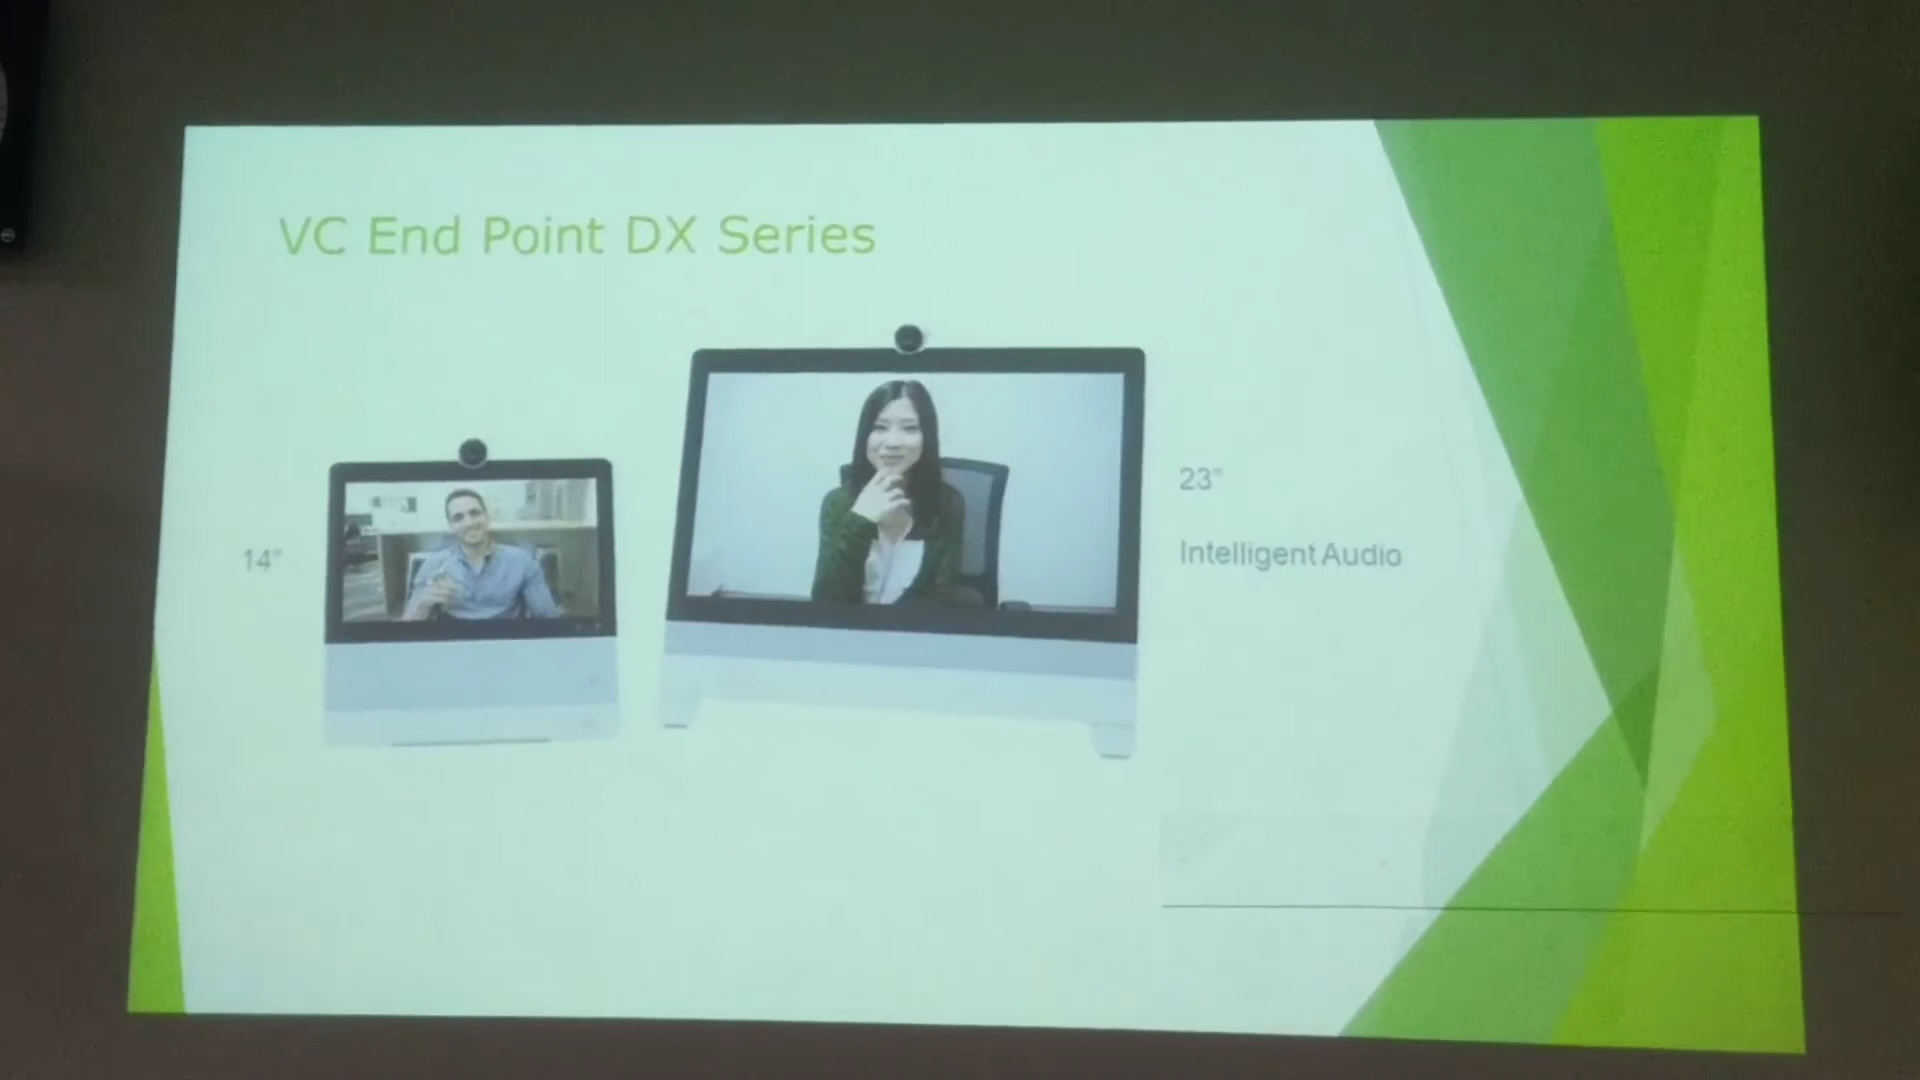 VC End Point DX Series
14"
23"
Intelligent Audio